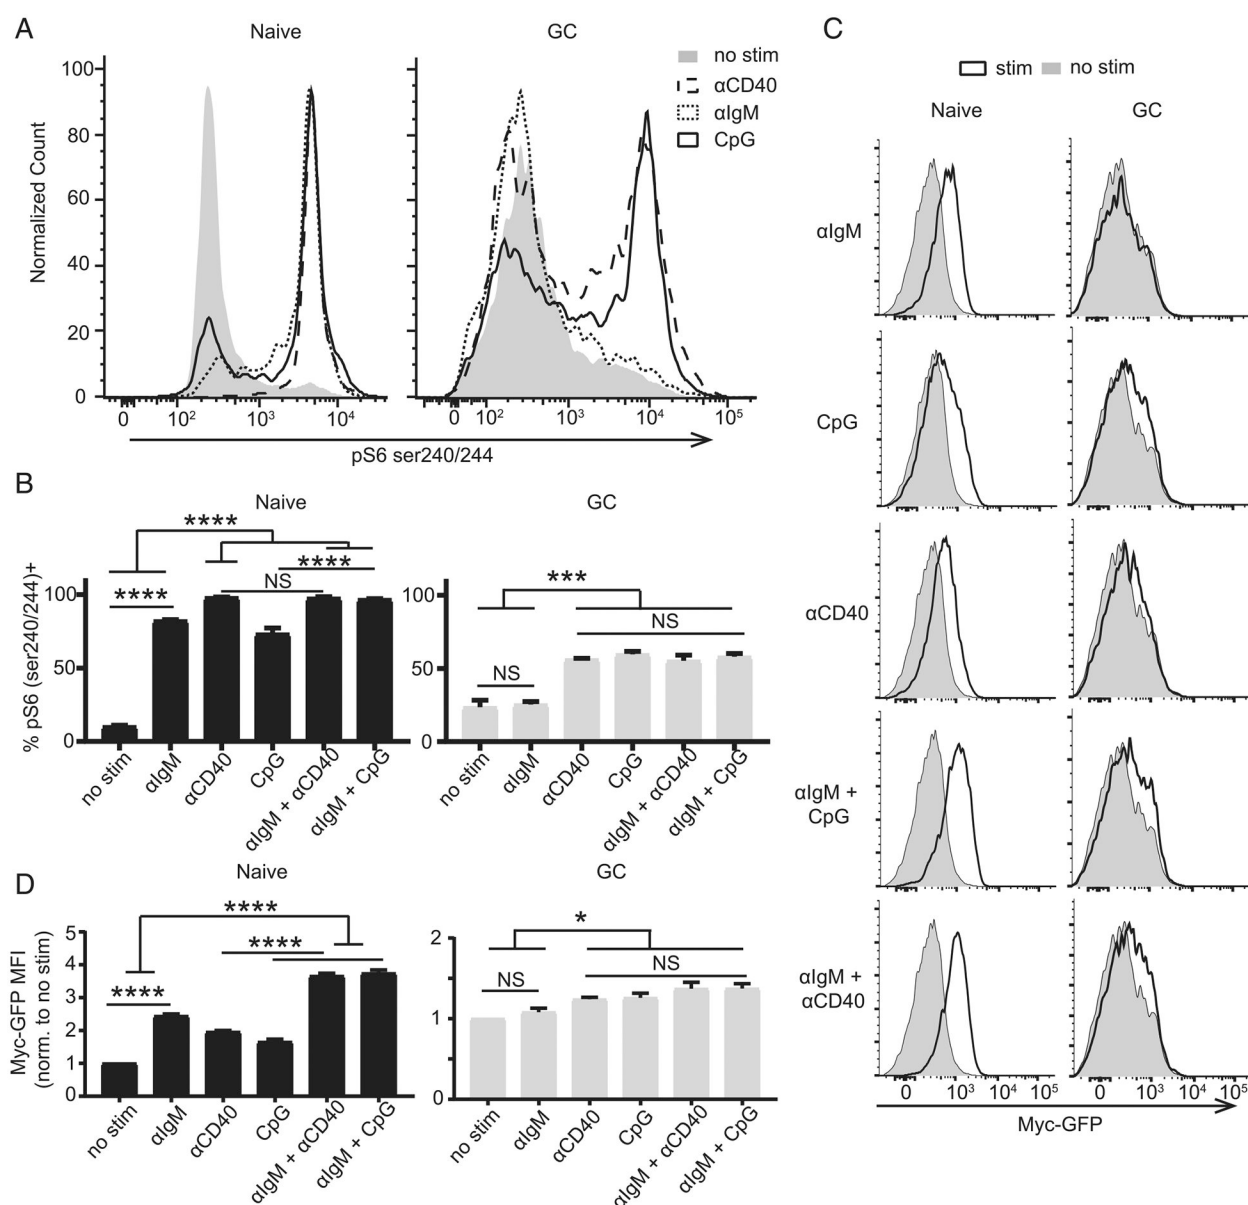 A
Naive
GC
no stim
αCD40
αIgM
CpG
Normalized Count
100
80
60
40
20
0
0 10² 10³ 10⁴
0 10² 10³ 10⁴ 10⁵
pS6 ser240/244
B
Naive
GC
% pS6 (ser240/244)+
100
50
0
****
****
****
NS
no stim
αIgM
αCD40
CpG
αIgM + αCD40
αIgM + CpG
100
50
0
***
NS
NS
no stim
αIgM
αCD40
CpG
αIgM + αCD40
αIgM + CpG
C
stim no stim
Naive
GC
αIgM
CpG
αCD40
αIgM +
CpG
αIgM +
αCD40
0 10³ 10⁴ 10⁵
0 10³ 10⁴ 10⁵
Myc-GFP
D
Naive
GC
Myc-GFP MFI
(norm. to no stim)
5
4
3
2
1
0
****
****
****
no stim
αIgM
αCD40
CpG
αIgM + αCD40
αIgM + CpG
2
1
0
*
NS
NS
no stim
αIgM
αCD40
CpG
αIgM + αCD40
αIgM + CpG